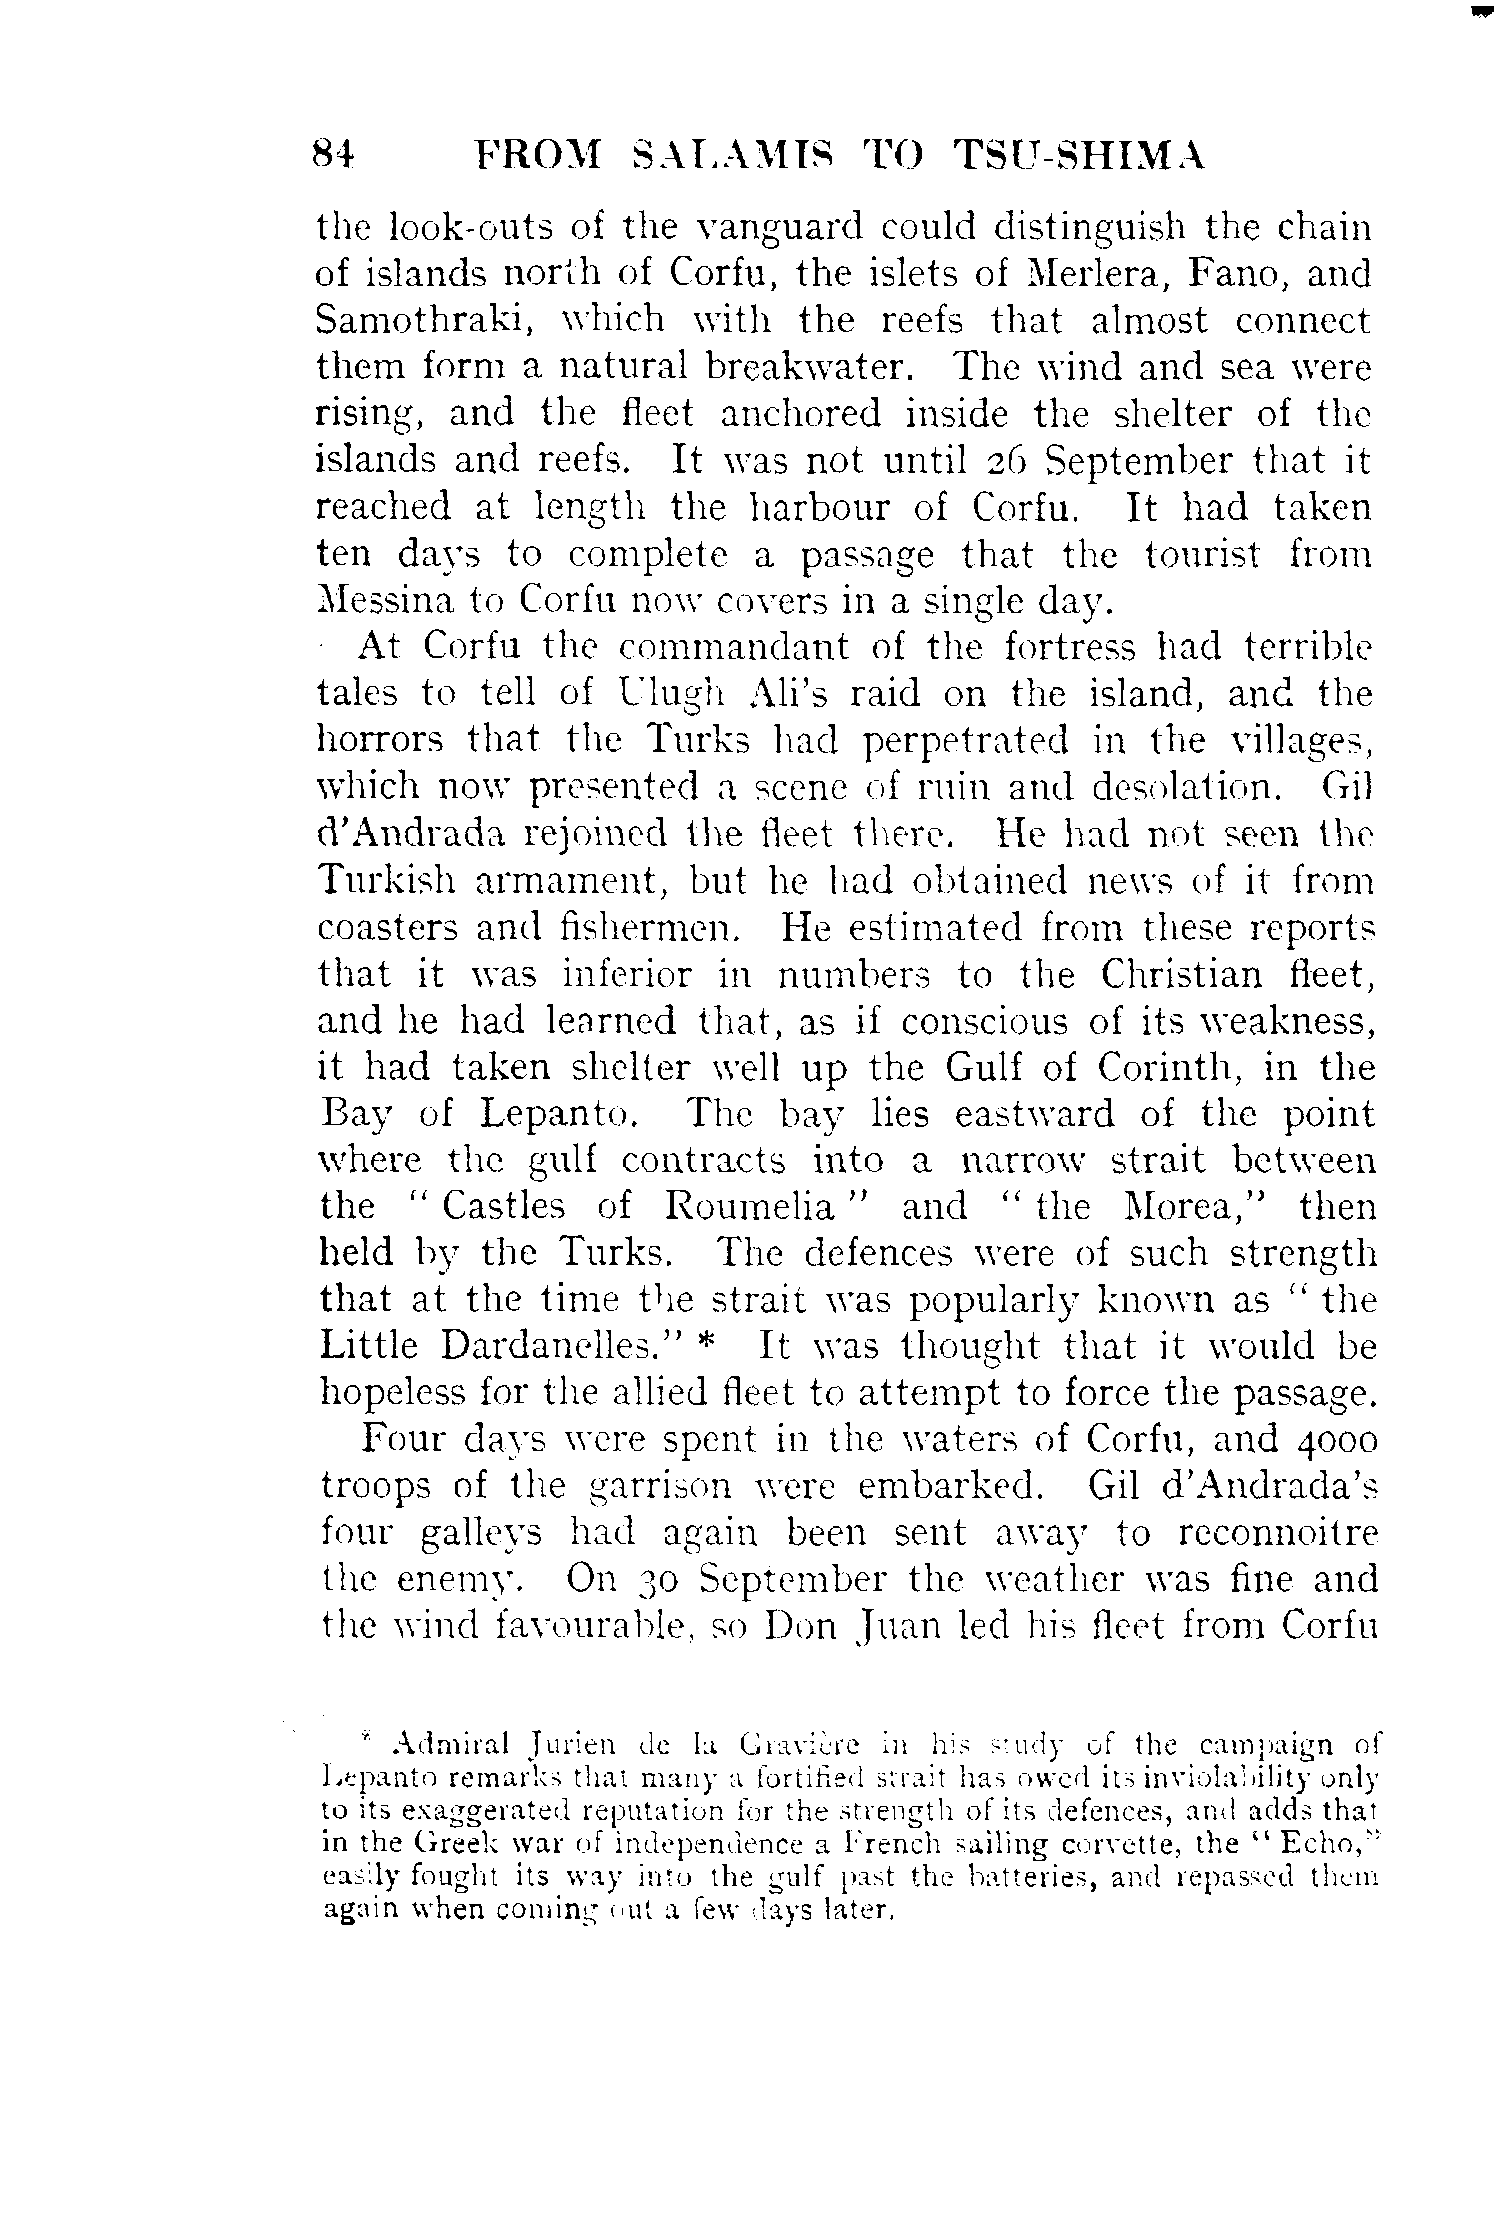 84 FROM SALAMIS TO TSU-SHIMA
the look-outs of the vanguard could distinguish the chain
of islands north of Corfu, the islets of Merlera, Fano, and
Samothraki, which with the reefs that almost connect
them form a natural breakwater. The wind and sea were
rising, and the fleet anchored inside the shelter of the
islands and reefs. It was not until 26 September that it
reached at length the harbour of Corfu. It had taken
ten days to complete a passage that the tourist from
Messina to Corfu now covers in a single day.
At Corfu the commandant of the fortress had terrible
tales to tell of Ulugh Ali's raid on the island, and the
horrors that the Turks had perpetrated in the villages,
which now presented a scene of ruin and desolation. Gil
d'Andrada rejoined the fleet there. He had not seen the
Turkish armament, but he had obtained news of it from
coasters and fishermen. He estimated from these reports
that it was inferior in numbers to the Christian fleet,
and he had learned that, as if conscious of its weakness,
it had taken shelter well up the Gulf of Corinth, in the
Bay of Lepanto. The bay lies eastward of the point
where the gulf contracts into a narrow strait between
the " Castles of Roumelia " and " the Morea," then
held by the Turks. The defences were of such strength
that at the time the strait was popularly known as " the
Little Dardanelles." * It was thought that it would be
hopeless for the allied fleet to attempt to force the passage.
Four days were spent in the waters of Corfu, and 4000
troops of the garrison were embarked. Gil d'Andrada's
four galleys had again been sent away to reconnoitre
the enemy. On 30 September the weather was fine and
the wind favourable, so Don Juan led his fleet from Corfu
* Admiral Jurien de la Gravière in his study of the campaign of
Lepanto remarks that many a fortified strait has owed its inviolability only
to its exaggerated reputation for the strength of its defences, and adds that
in the Greek war of independence a French sailing corvette, the " Echo,"
easily fought its way into the gulf past the batteries, and repassed them
again when coming out a few days later.